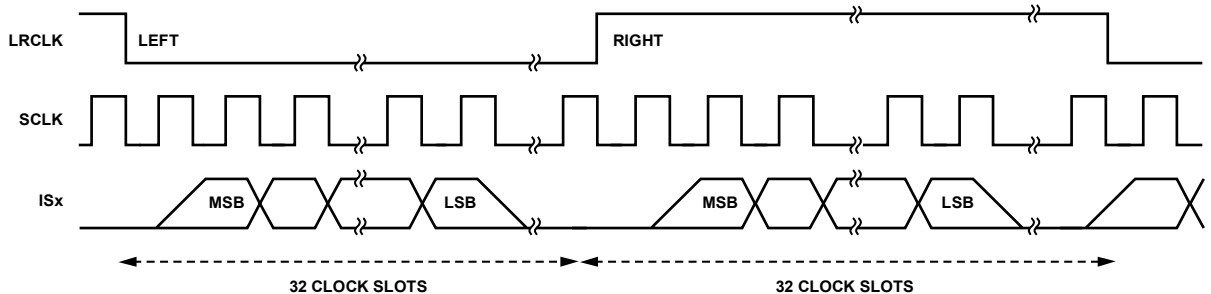 LRCLK LEFT RIGHT
SCLK
ISx MSB LSB MSB LSB
32 CLOCK SLOTS 32 CLOCK SLOTS